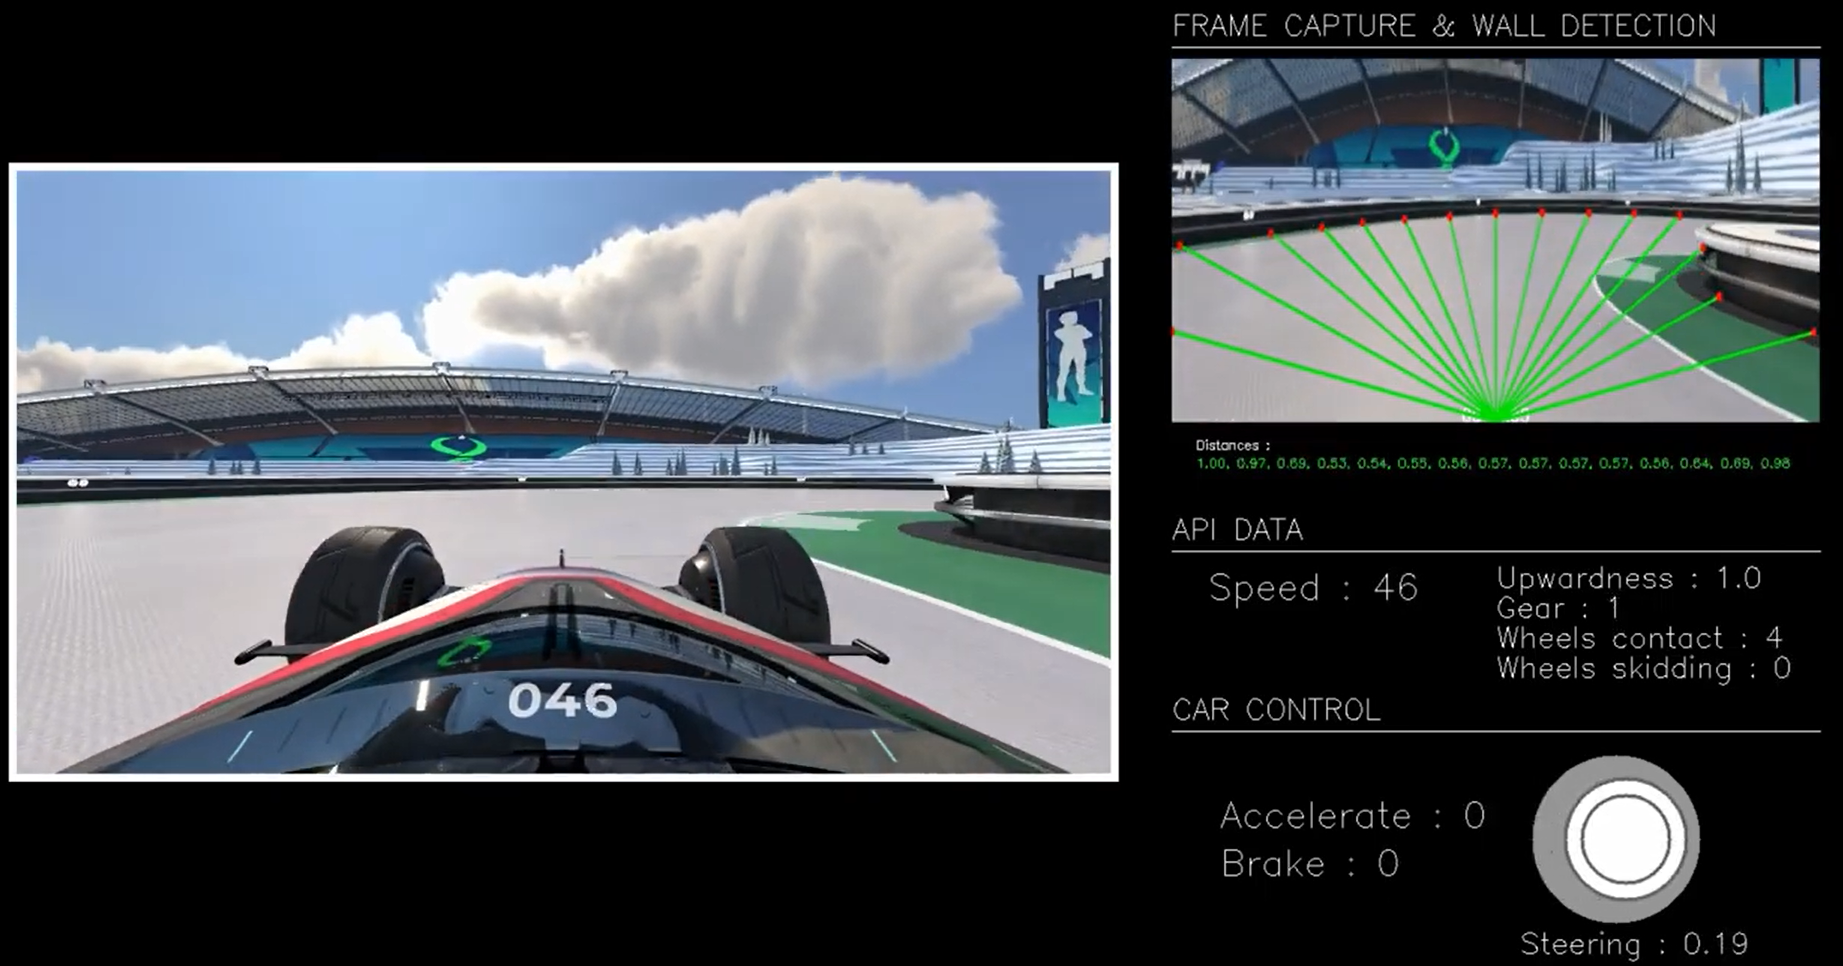 FRAME CAPTURE & WALL DETECTION
Distances :
1.00, 0.97, 0.69, 0.53, 0.54, 0.55, 0.56, 0.57, 0.57, 0.57, 0.57, 0.56, 0.64, 0.69, 0.98
API DATA
Speed : 46
Upwardness : 1.0
Gear : 1
Wheels contact : 4
Wheels skidding : 0
CAR CONTROL
Accelerate : 0
Brake : 0
Steering : 0.19
046